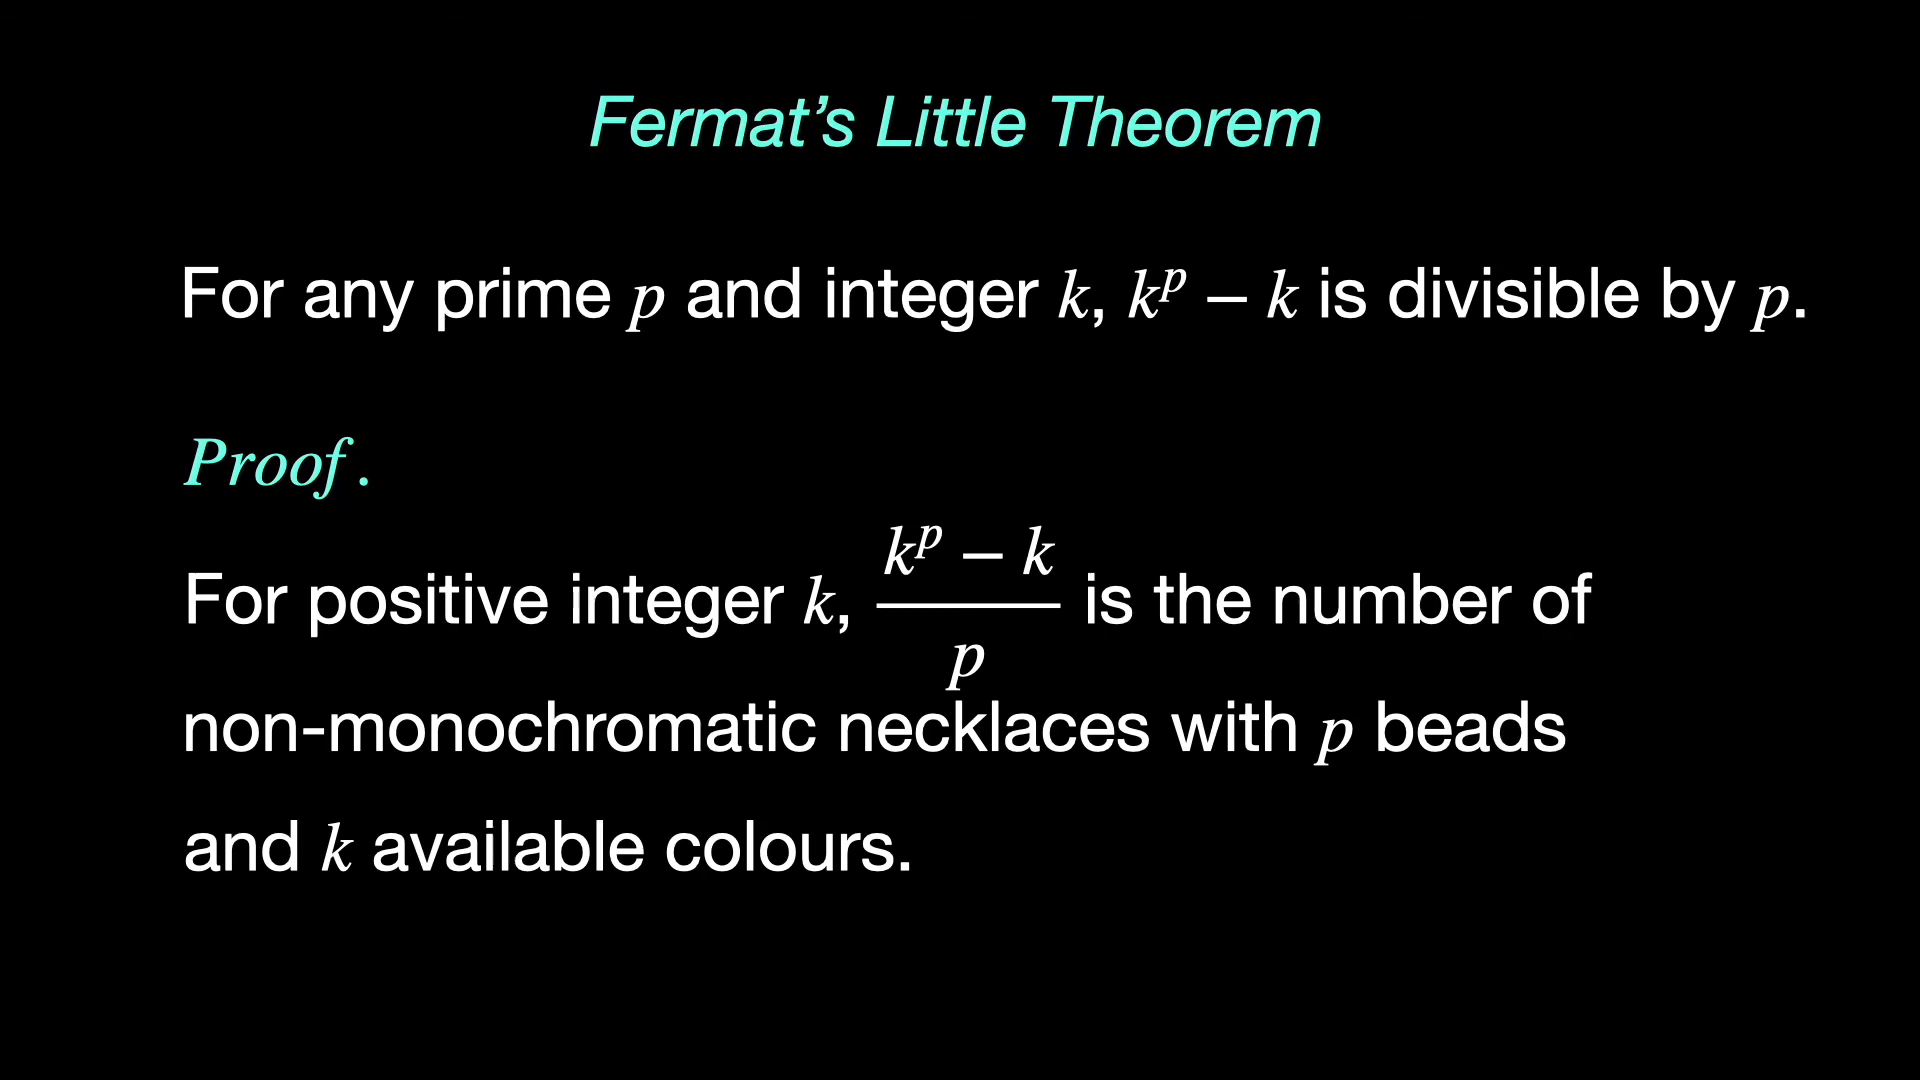 Fermat’s Little Theorem
For any prime p and integer k, k^p − k is divisible by p.
Proof.
For positive integer k, (k^p − k)/p is the number of
non-monochromatic necklaces with p beads
and k available colours.